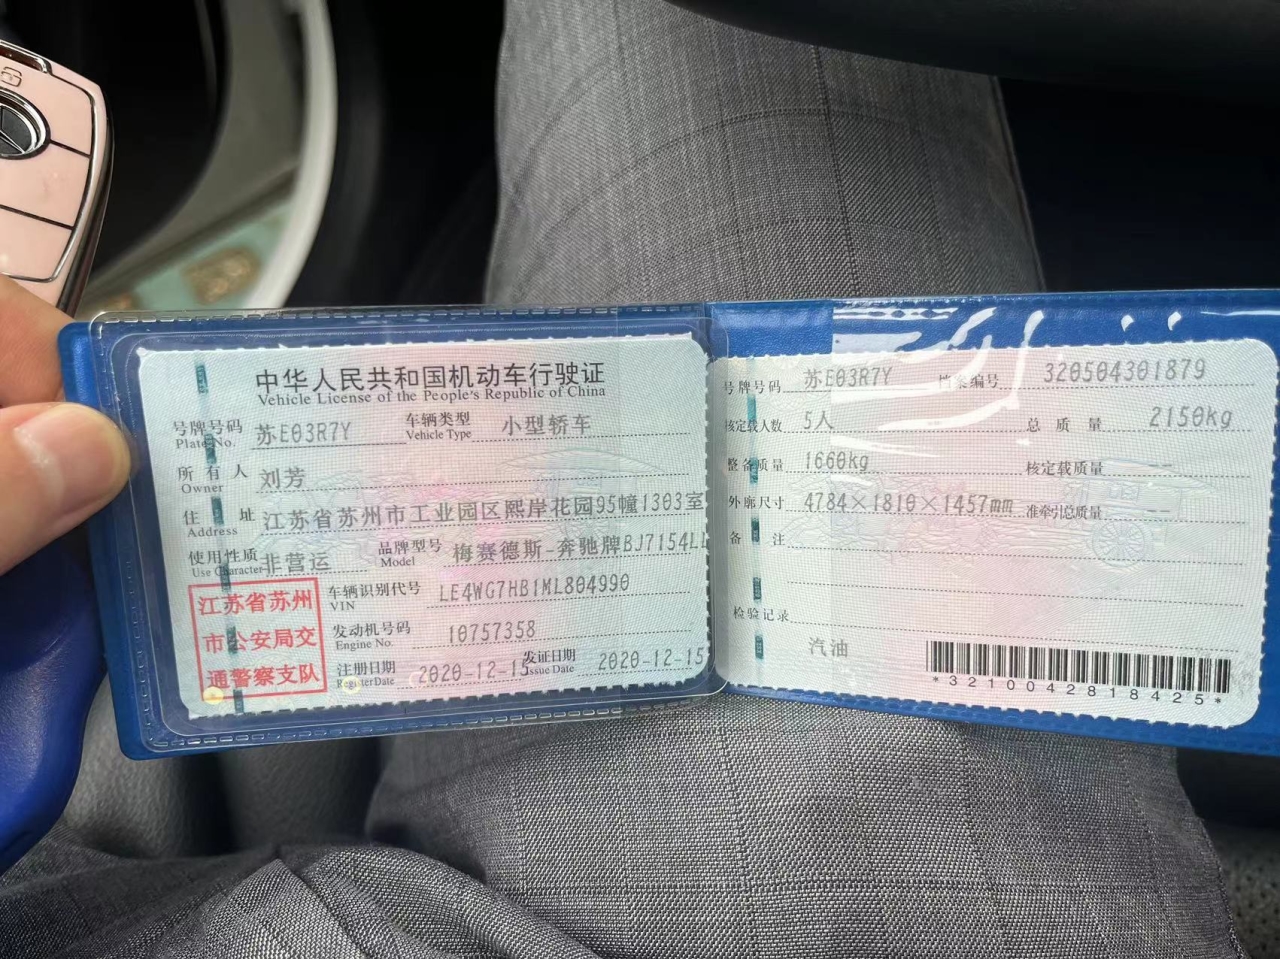 中华人民共和国机动车行驶证
Vehicle License of the People's Republic of China
号牌号码 苏E03R7Y 车辆类型 小型轿车
Plate No. Vehicle Type
所有人 刘芳
Owner
住址 江苏省苏州市工业园区熙岸花园95幢1303室
Address
使用性质 非营运 品牌型号 梅赛德斯-奔驰牌BJ7154LL
Use Character Model
江苏省苏州
市公安局交
通警察支队
车辆识别代号 LE4WG7HB1ML804990
VIN
发动机号码 10757358
Engine No.
注册日期 2020-12-15 发证日期 2020-12-15
Register Date Issue Date
号牌号码 苏E03R7Y 档案编号 320504301879
核定载人数 5人 总质量 2150kg
整备质量 1660kg 核定载质量 --
外廓尺寸 4784×1810×1457mm 准牵引总质量
备注
检验记录
汽油
*3210042818425*